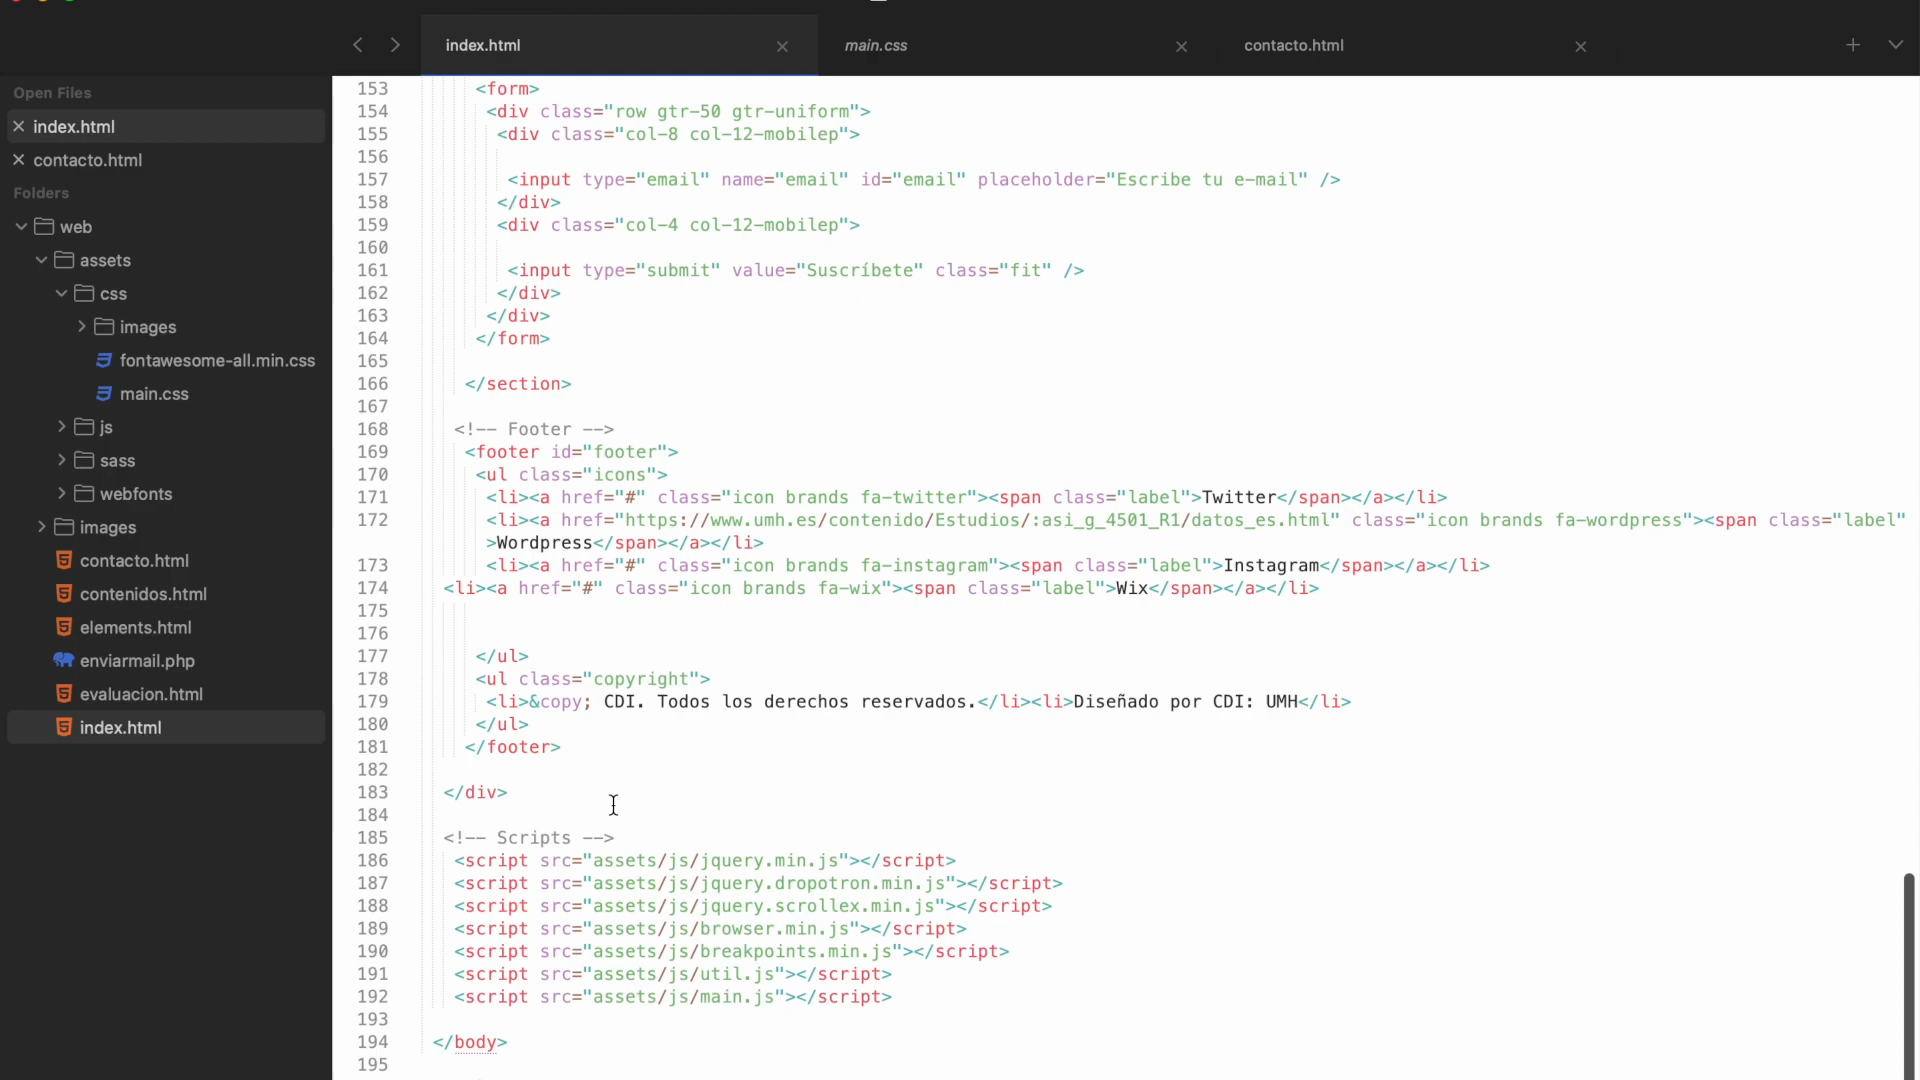 index.html
main.css
contacto.html
Open Files
index.html
contacto.html
Folders
web
assets
css
images
fontawesome-all.min.css
main.css
js
sass
webfonts
images
contacto.html
contenidos.html
elements.html
enviarmail.php
evaluacion.html
index.html
153 <form>
154 <div class="row gtr-50 gtr-uniform">
155 <div class="col-8 col-12-mobilep">
156
157 <input type="email" name="email" id="email" placeholder="Escribe tu e-mail" />
158 </div>
159 <div class="col-4 col-12-mobilep">
160
161 <input type="submit" value="Suscríbete" class="fit" />
162 </div>
163 </div>
164 </form>
165
166 </section>
167
168 <!-- Footer -->
169 <footer id="footer">
170 <ul class="icons">
171 <li><a href="#" class="icon brands fa-twitter"><span class="label">Twitter</span></a></li>
172 <li><a href="https://www.umh.es/contenido/Estudios/:asi_g_4501_R1/datos_es.html" class="icon brands fa-wordpress"><span class="label"
>Wordpress</span></a></li>
173 <li><a href="#" class="icon brands fa-instagram"><span class="label">Instagram</span></a></li>
174 <li><a href="#" class="icon brands fa-wix"><span class="label">Wix</span></a></li>
175
176
177 </ul>
178 <ul class="copyright">
179 <li>&copy; CDI. Todos los derechos reservados.</li><li>Diseñado por CDI: UMH</li>
180 </ul>
181 </footer>
182
183 </div>
184
185 <!-- Scripts -->
186 <script src="assets/js/jquery.min.js"></script>
187 <script src="assets/js/jquery.dropotron.min.js"></script>
188 <script src="assets/js/jquery.scrollex.min.js"></script>
189 <script src="assets/js/browser.min.js"></script>
190 <script src="assets/js/breakpoints.min.js"></script>
191 <script src="assets/js/util.js"></script>
192 <script src="assets/js/main.js"></script>
193
194 </body>
195